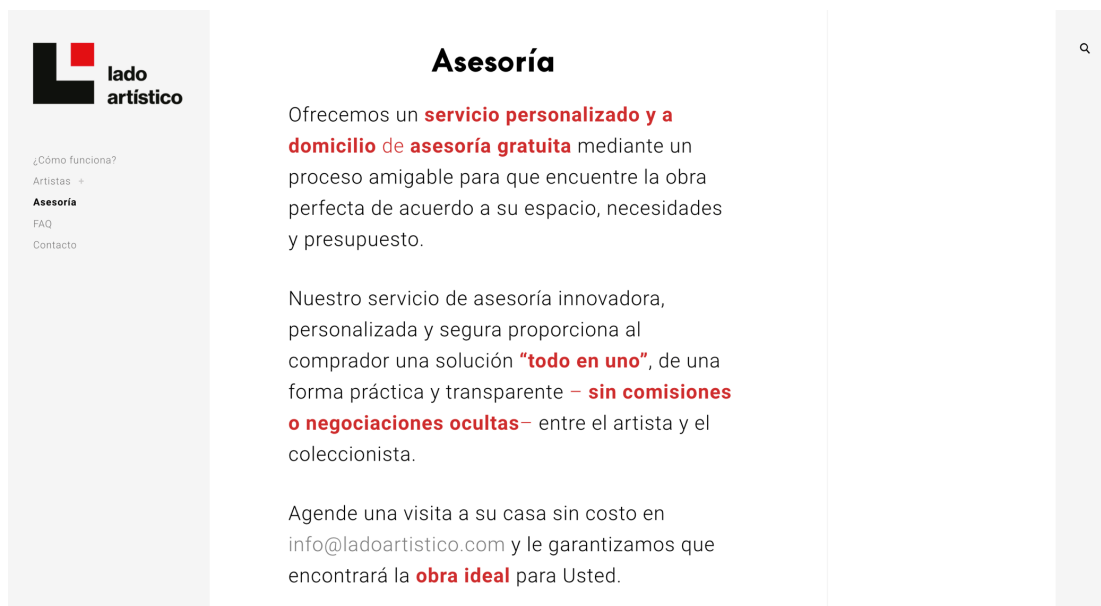 lado
artístico
¿Cómo funciona?
Artistas +
Asesoría
FAQ
Contacto
Asesoría
Ofrecemos un servicio personalizado y a
domicilio de asesoría gratuita mediante un
proceso amigable para que encuentre la obra
perfecta de acuerdo a su espacio, necesidades
y presupuesto.
Nuestro servicio de asesoría innovadora,
personalizada y segura proporciona al
comprador una solución “todo en uno”, de una
forma práctica y transparente – sin comisiones
o negociaciones ocultas– entre el artista y el
coleccionista.
Agende una visita a su casa sin costo en
info@ladoartistico.com y le garantizamos que
encontrará la obra ideal para Usted.